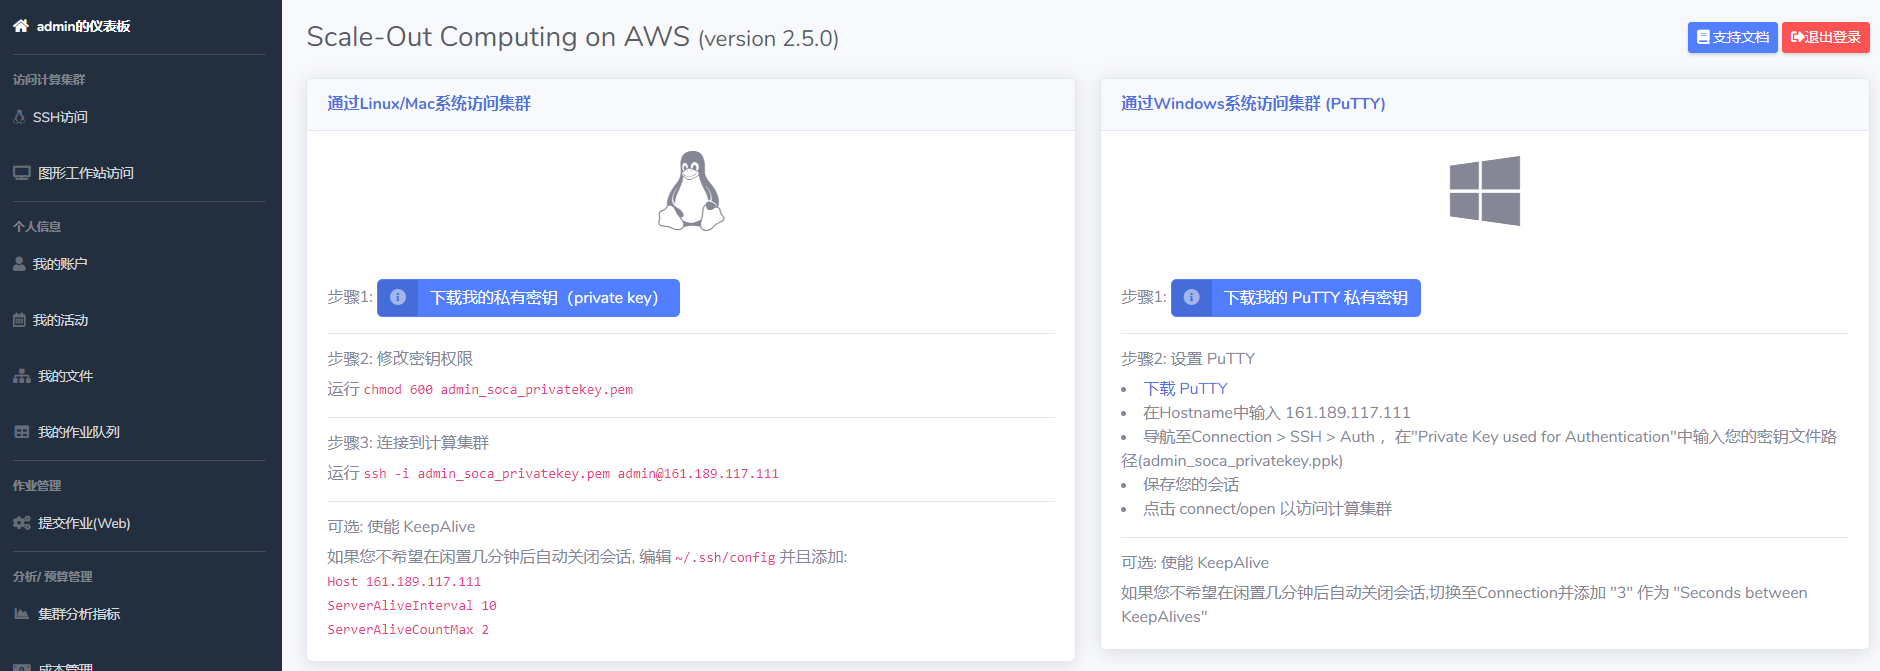 admin的仪表板
访问计算集群
SSH访问
图形工作站访问
个人信息
我的账户
我的活动
我的文件
我的作业队列
作业管理
提交作业(Web)
分析/ 预算管理
集群分析指标
成本管理
Scale-Out Computing on AWS (version 2.5.0)
支持文档
退出登录
通过Linux/Mac系统访问集群
步骤1: 下载我的私有密钥（private key）
步骤2: 修改密钥权限
运行 chmod 600 admin_soca_privatekey.pem
步骤3: 连接到计算集群
运行 ssh -i admin_soca_privatekey.pem admin@161.189.117.111
可选: 使能 KeepAlive
如果您不希望在闲置几分钟后自动关闭会话, 编辑 ~/.ssh/config 并且添加:
Host 161.189.117.111
ServerAliveInterval 10
ServerAliveCountMax 2
通过Windows系统访问集群 (PuTTY)
步骤1: 下载我的 PuTTY 私有密钥
步骤2: 设置 PuTTY
• 下载 PuTTY
• 在Hostname中输入 161.189.117.111
• 导航至Connection > SSH > Auth ，在"Private Key used for Authentication"中输入您的密钥文件路
径(admin_soca_privatekey.ppk)
• 保存您的会话
• 点击 connect/open 以访问计算集群
可选: 使能 KeepAlive
如果您不希望在闲置几分钟后自动关闭会话,切换至Connection并添加 "3" 作为 "Seconds between
KeepAlives"